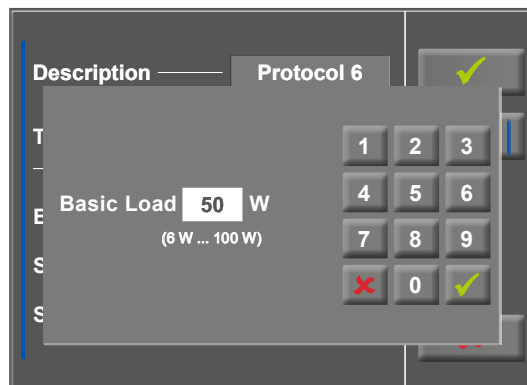 Description Protocol 6
T
1 2 3
Basic Load 50 W
4 5 6
E
(6 W ... 100 W)
7 8 9
S
0
S